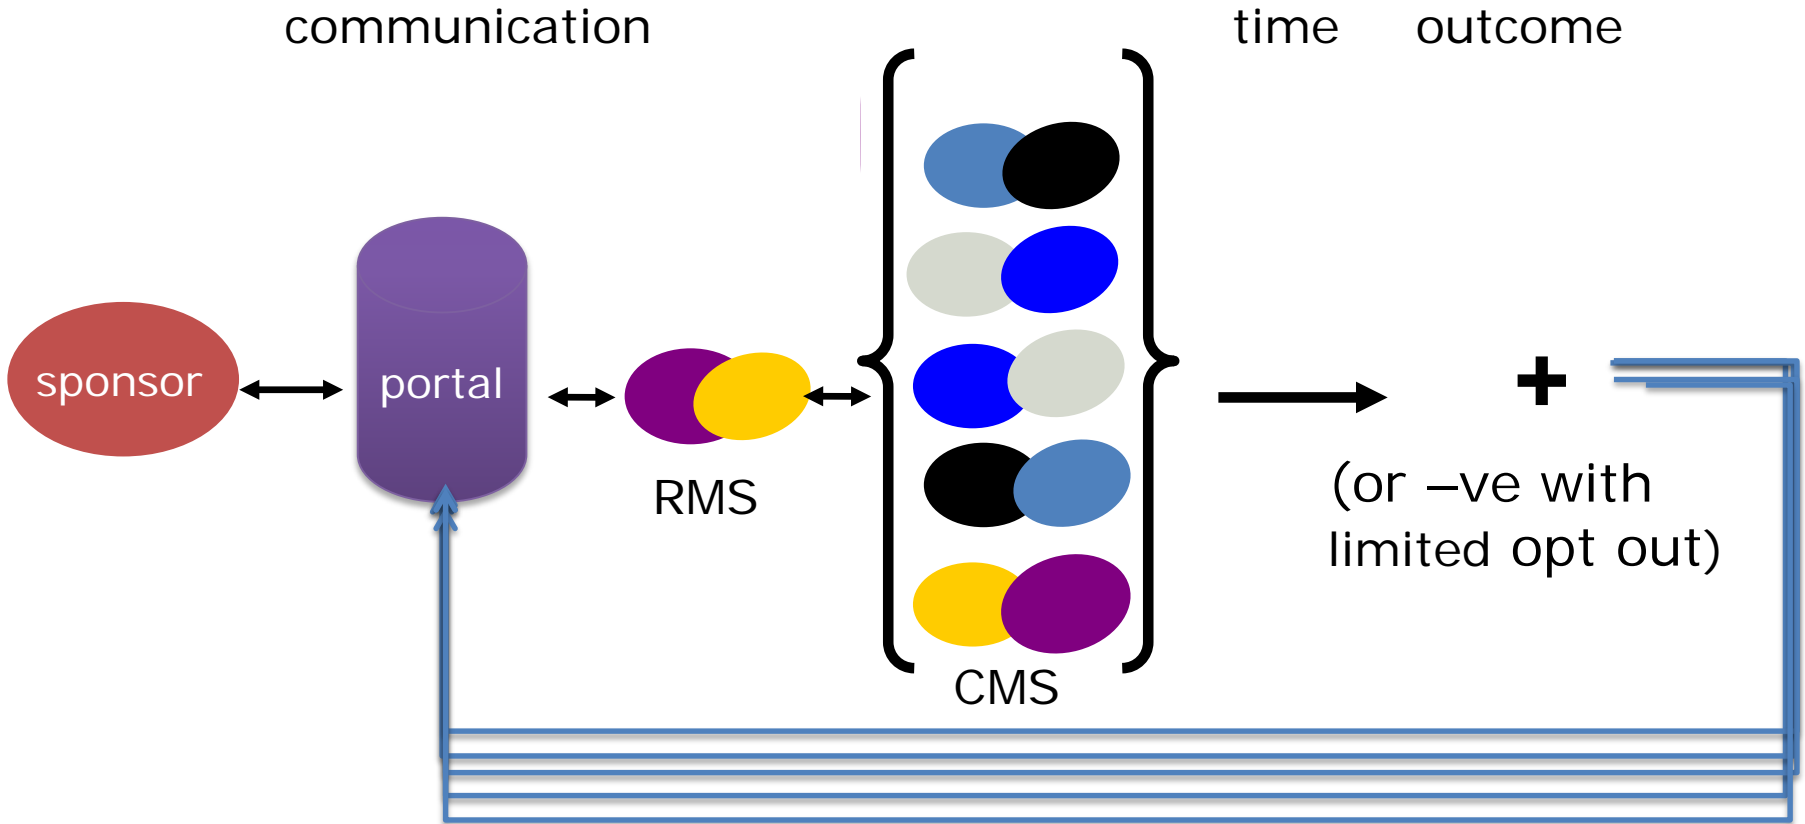 communication time outcome
sponsor
portal
+
RMS
(or –ve with
limited opt out)
CMS